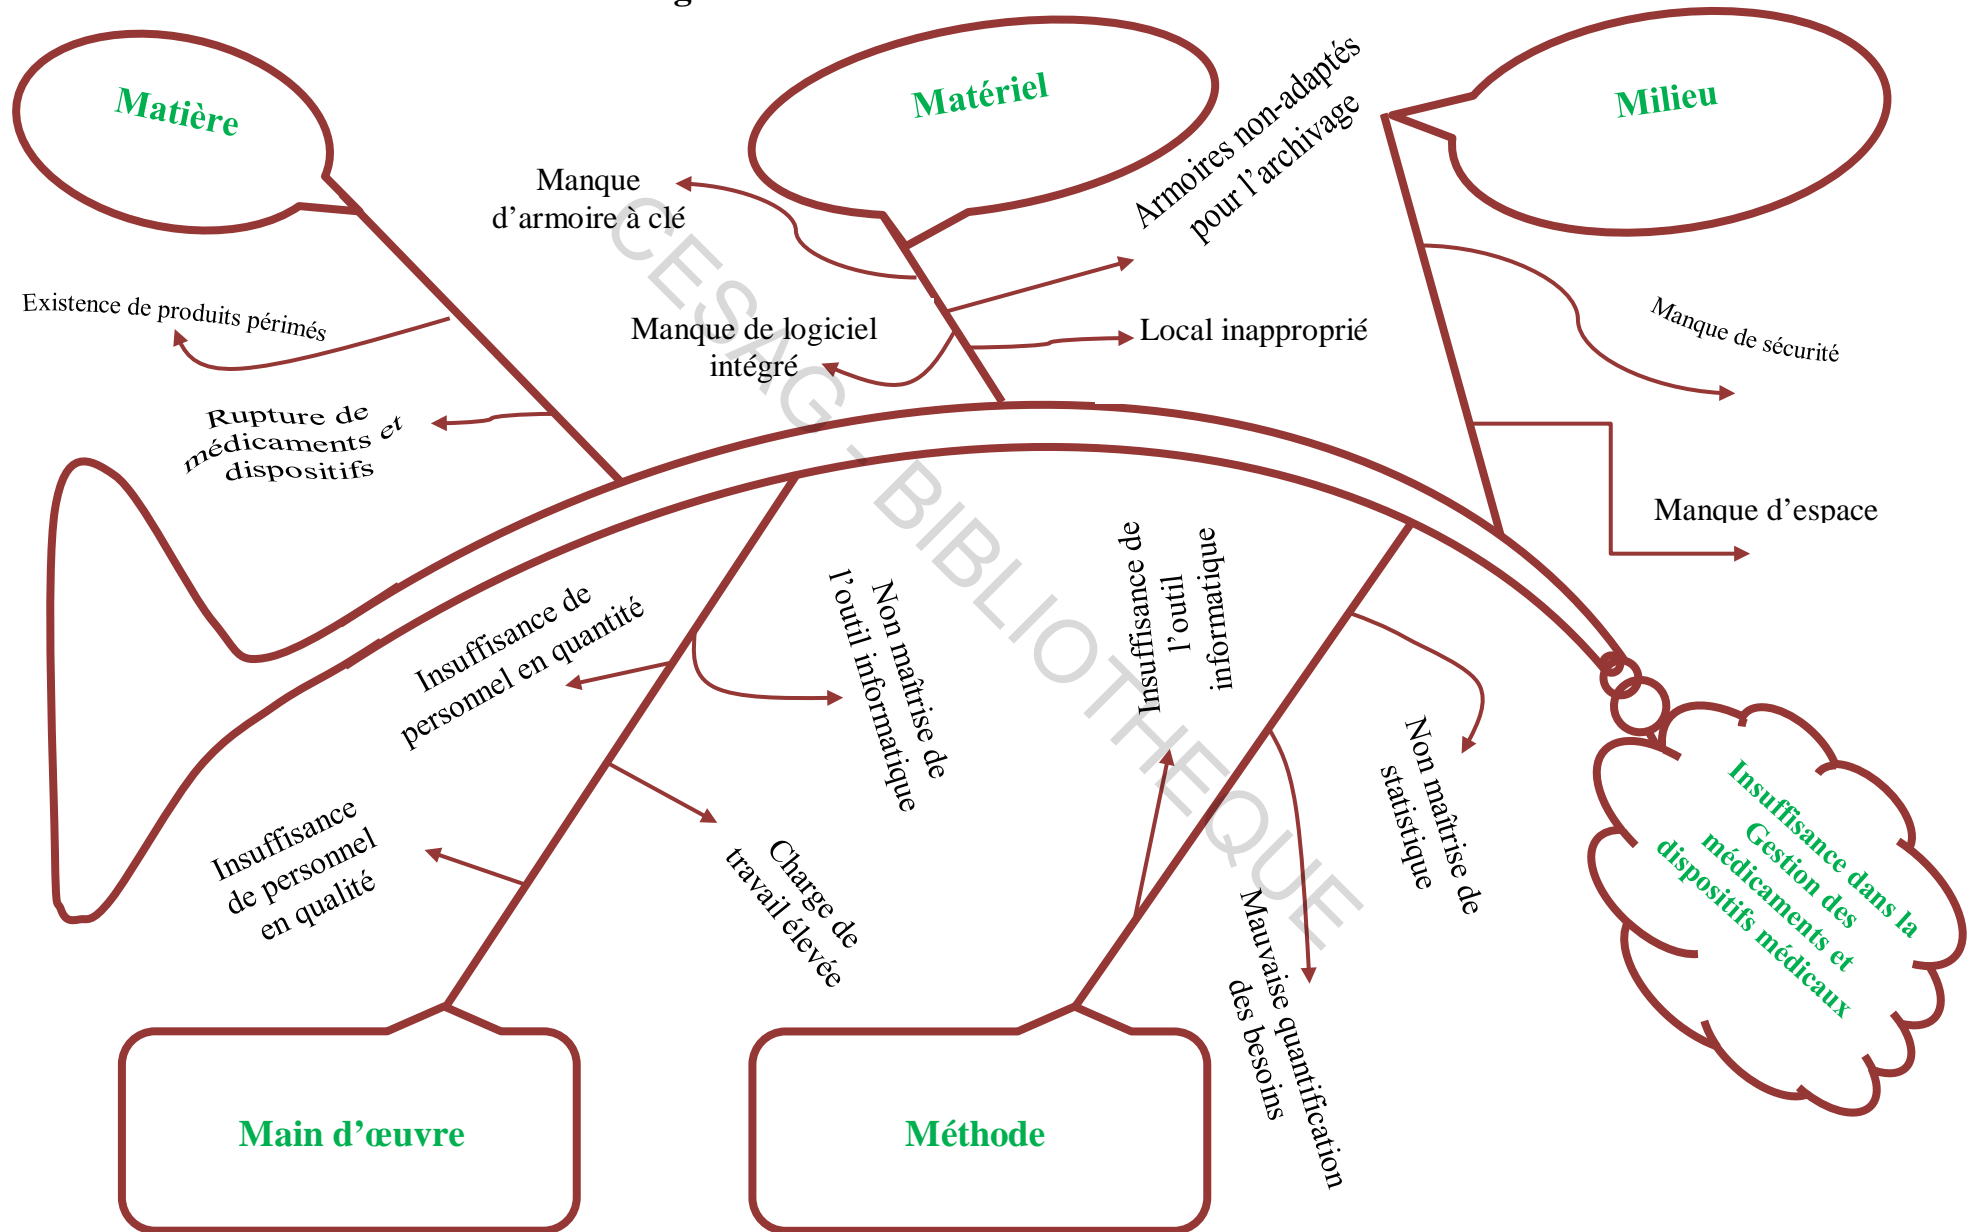 Matière
Matériel
Milieu
Manque
d'armoire à clé
Armoires non-adaptés
pour l'archivage
Existence de produits périmés
Manque de logiciel
intégré
Local inapproprié
Manque de sécurité
Rupture de
médicaments et
dispositifs
Manque d'espace
Insuffisance de
personnel en quantité
Non maîtrise de
l'outil informatique
Insuffisance de
l'outil
informatique
Non maîtrise de
statistique
Insuffisance
de personnel
en qualité
Charge de
travail élevée
Mauvaise quantification
des besoins
Insuffisance dans la
Gestion des
médicaments et
dispositifs médicaux
Main d'œuvre
Méthode
CESAG - BIBLIOTHEQUE